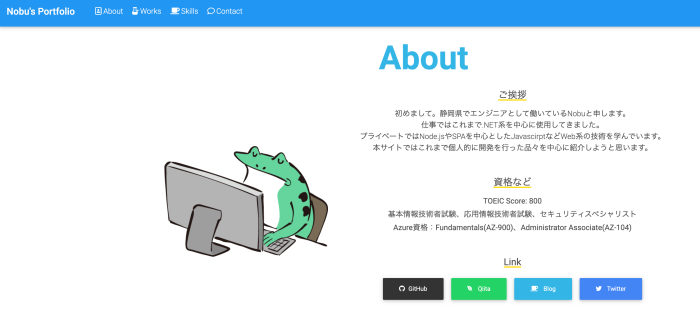 Nobu's Portfolio About Works Skills Contact
About
ご挨拶
初めまして。静岡県でエンジニアとして働いているNobuと申します。
仕事ではこれまで.NET系を中心に使用してきました。
プライベートではNode.jsやSPAを中心としたJavascirptなどWeb系の技術を学んでいます。
本サイトではこれまで個人的に開発を行った品々を中心に紹介しようと思います。
資格など
TOEIC Score: 800
基本情報技術者試験、応用情報技術者試験、セキュリティスペシャリスト
Azure資格：Fundamentals(AZ-900)、Administrator Associate(AZ-104)
Link
GitHub Qiita Blog Twitter